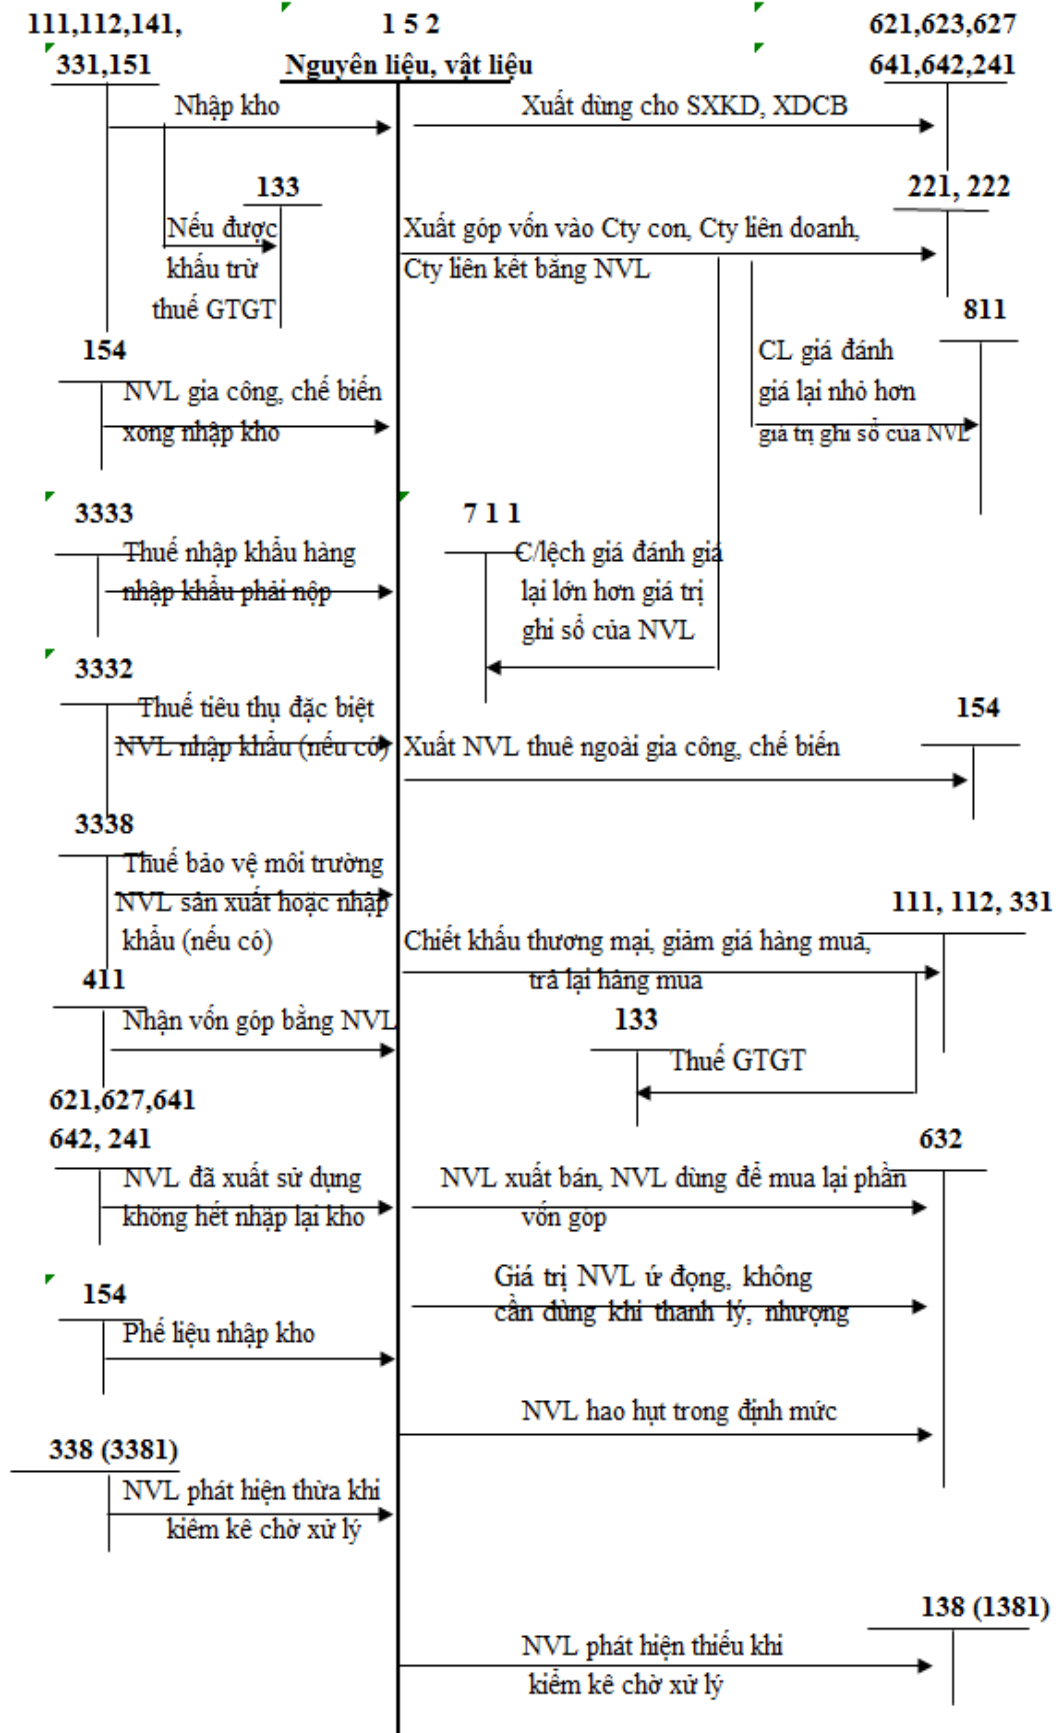 111,112,141,
331,151
1 5 2
Nguyên liệu, vật liệu
621,623,627
641,642,241
Nhập kho
Xuất dùng cho SXKD, XDCB
133
Nếu được
khấu trừ
thuế GTGT
221, 222
Xuất góp vốn vào Cty con, Cty liên doanh,
Cty liên kết bằng NVL
811
CL giá đánh
giá lại nhỏ hơn
giá trị ghi sổ của NVL
154
NVL gia công, chế biến
xong nhập kho
3333
Thuế nhập khẩu hàng
nhập khẩu phải nộp
7 1 1
C/lệch giá đánh giá
lại lớn hơn giá trị
ghi sổ của NVL
3332
Thuế tiêu thụ đặc biệt
NVL nhập khẩu (nếu có)
154
Xuất NVL thuê ngoài gia công, chế biến
3338
Thuế bảo vệ môi trường
NVL sản xuất hoặc nhập
khẩu (nếu có)
111, 112, 331
Chiết khấu thương mại, giảm giá hàng mua,
trả lại hàng mua
411
Nhận vốn góp bằng NVL
133
Thuế GTGT
621,627,641
642, 241
NVL đã xuất sử dụng
không hết nhập lại kho
632
NVL xuất bán, NVL dùng để mua lại phần
vốn góp
Giá trị NVL ứ đọng, không
cần dùng khi thanh lý, nhượng
154
Phế liệu nhập kho
NVL hao hụt trong định mức
338 (3381)
NVL phát hiện thừa khi
kiểm kê chờ xử lý
138 (1381)
NVL phát hiện thiếu khi
kiểm kê chờ xử lý